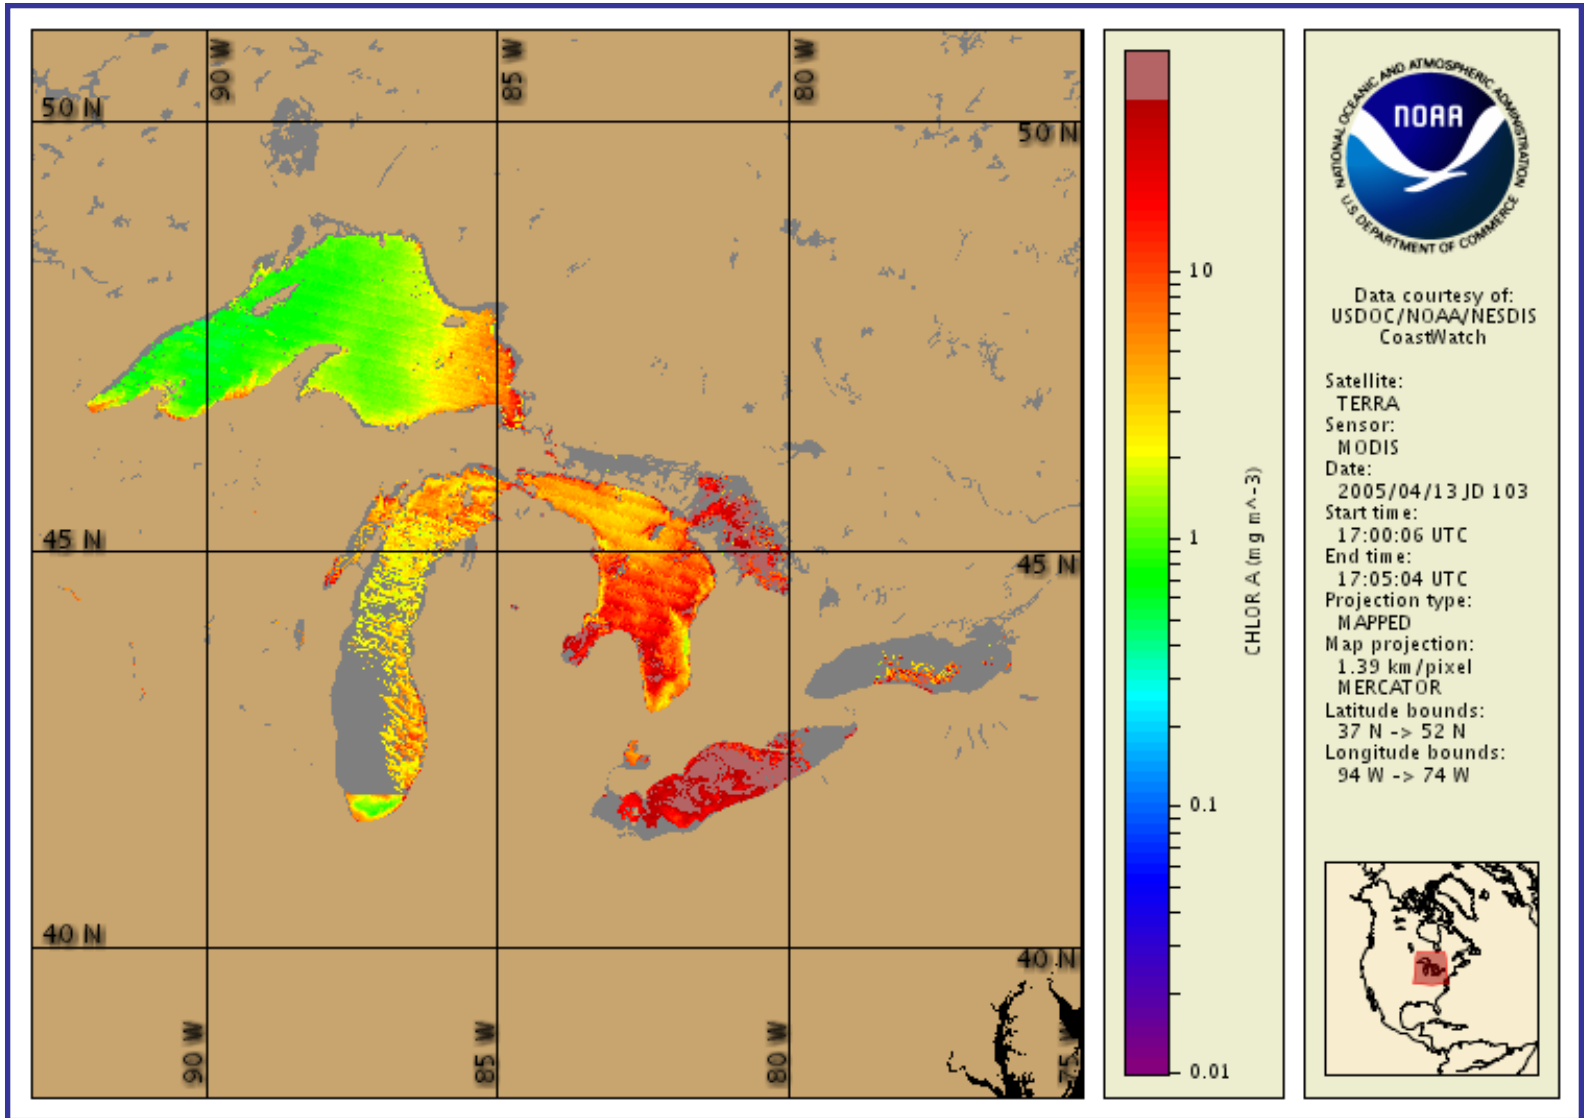 90 W
85 W
80 W
50 N
50 N
45 N
45 N
40 N
40 N
90 W
85 W
80 W
75 W
10
1
0.1
0.01
CHLOR A (mg m^-3)
NATIONAL OCEANIC AND ATMOSPHERIC ADMINISTRATION
NOAA
U.S. DEPARTMENT OF COMMERCE
Data courtesy of:
USDOC/NOAA/NESDIS
CoastWatch
Satellite:
TERRA
Sensor:
MODIS
Date:
2005/04/13 JD 103
Start time:
17:00:06 UTC
End time:
17:05:04 UTC
Projection type:
MAPPED
Map projection:
1.39 km/pixel
MERCATOR
Latitude bounds:
37 N -> 52 N
Longitude bounds:
94 W -> 74 W